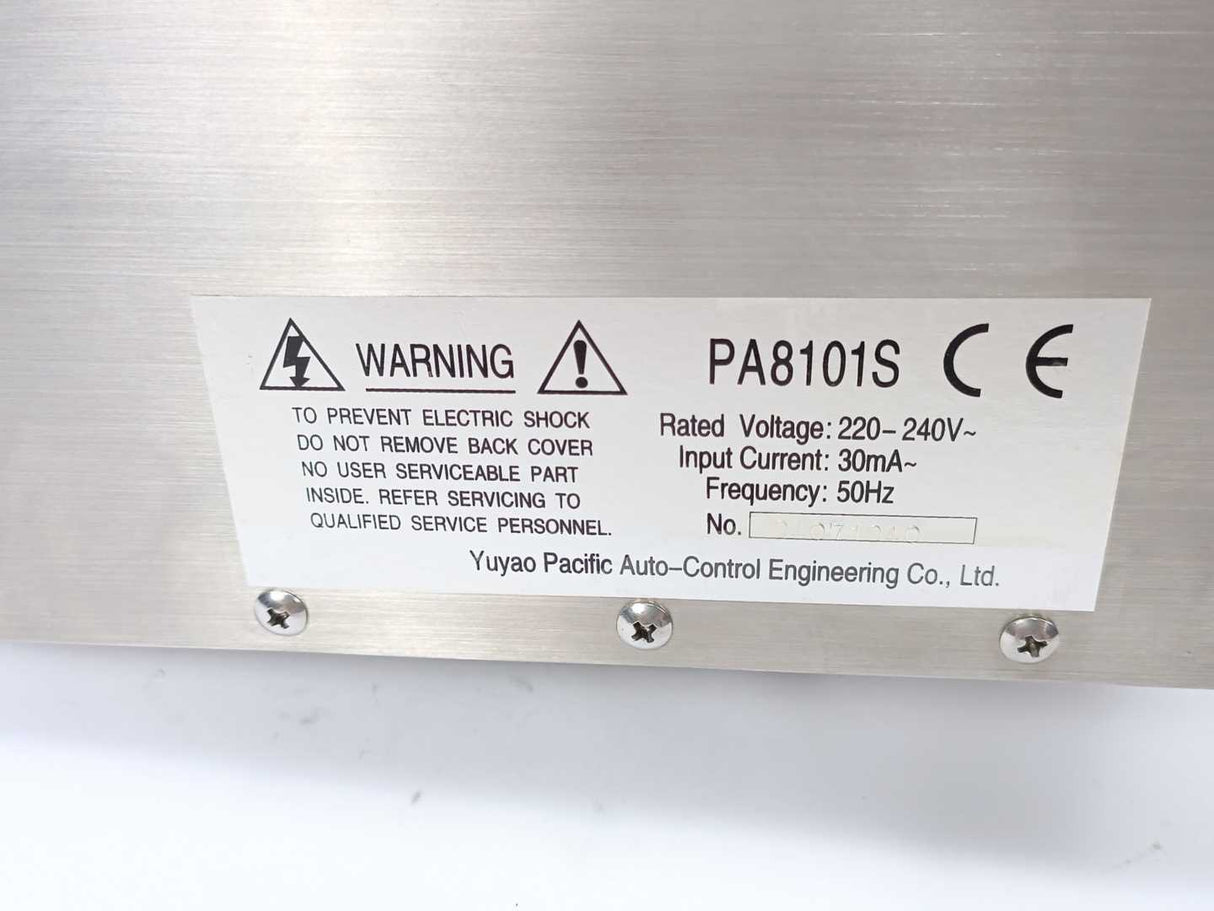 WARNING
TO PREVENT ELECTRIC SHOCK
DO NOT REMOVE BACK COVER
NO USER SERVICEABLE PART
INSIDE. REFER SERVICING TO
QUALIFIED SERVICE PERSONNEL.
PA8101S CE
Rated Voltage: 220-240V~
Input Current: 30mA~
Frequency: 50Hz
No.
Yuyao Pacific Auto-Control Engineering Co., Ltd.